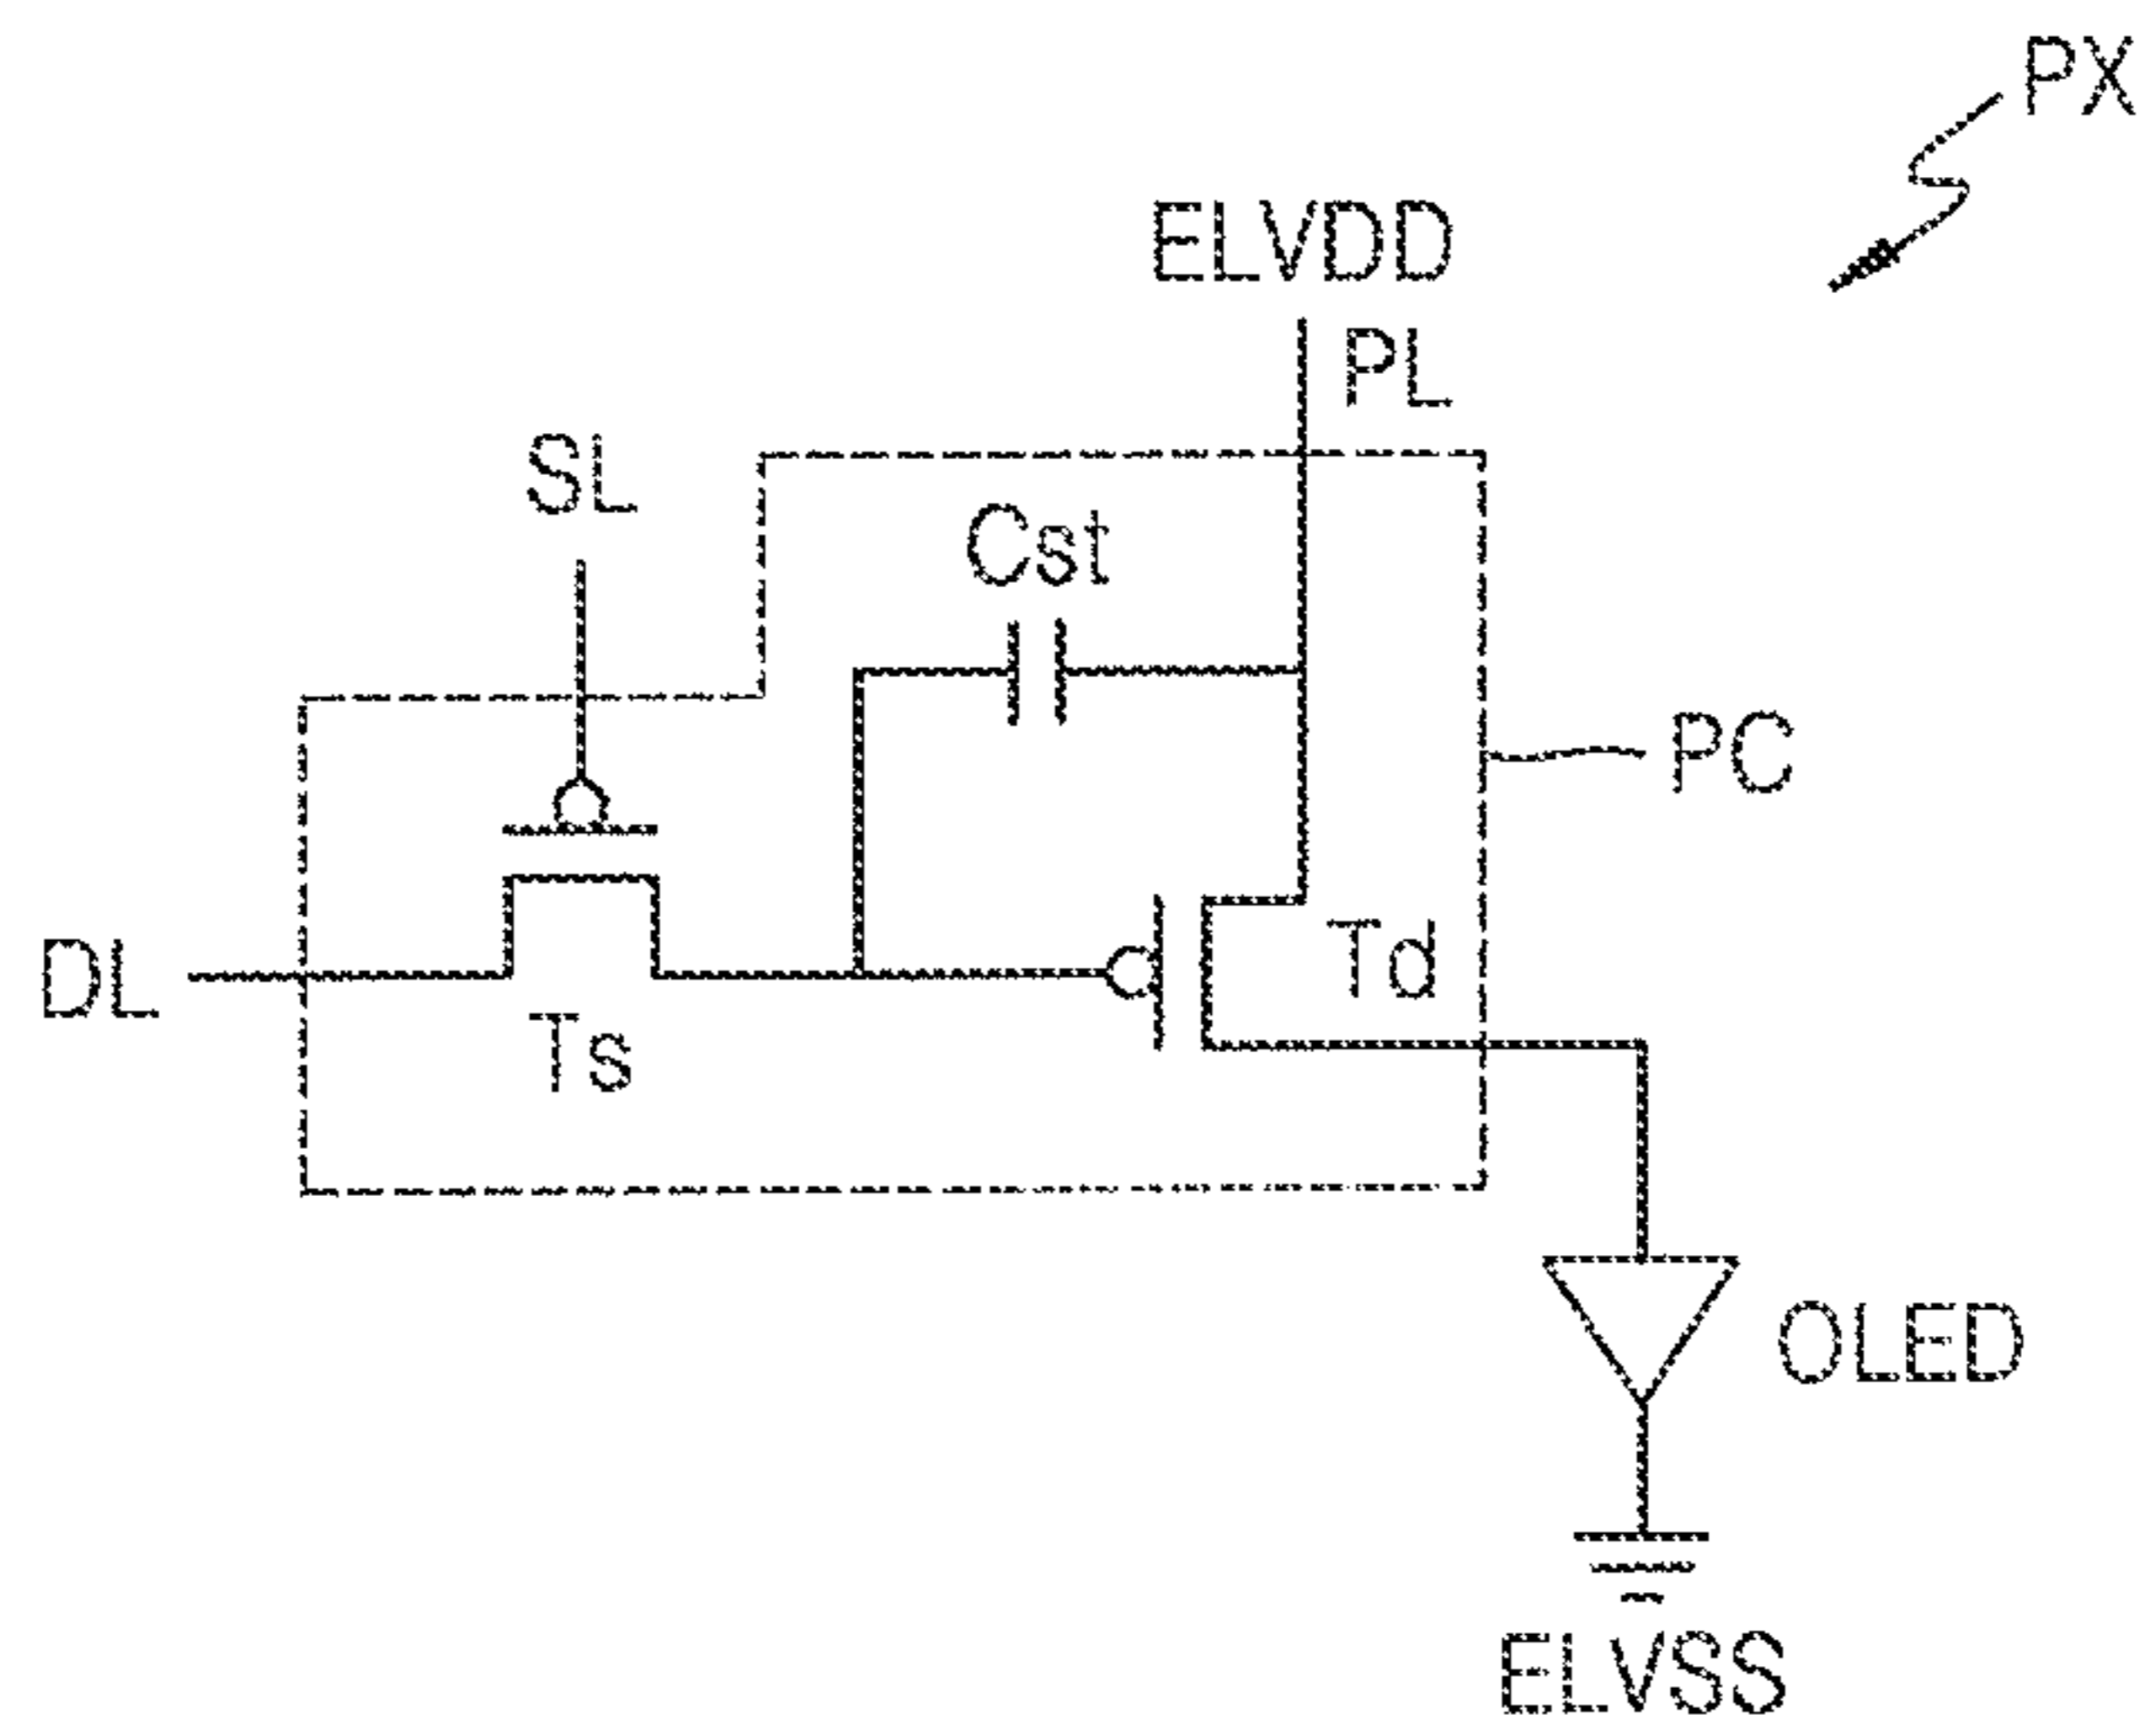 PX
ELVDD
PL
SL
Cst
PC
DL
Td
Ts
OLED
ELVSS